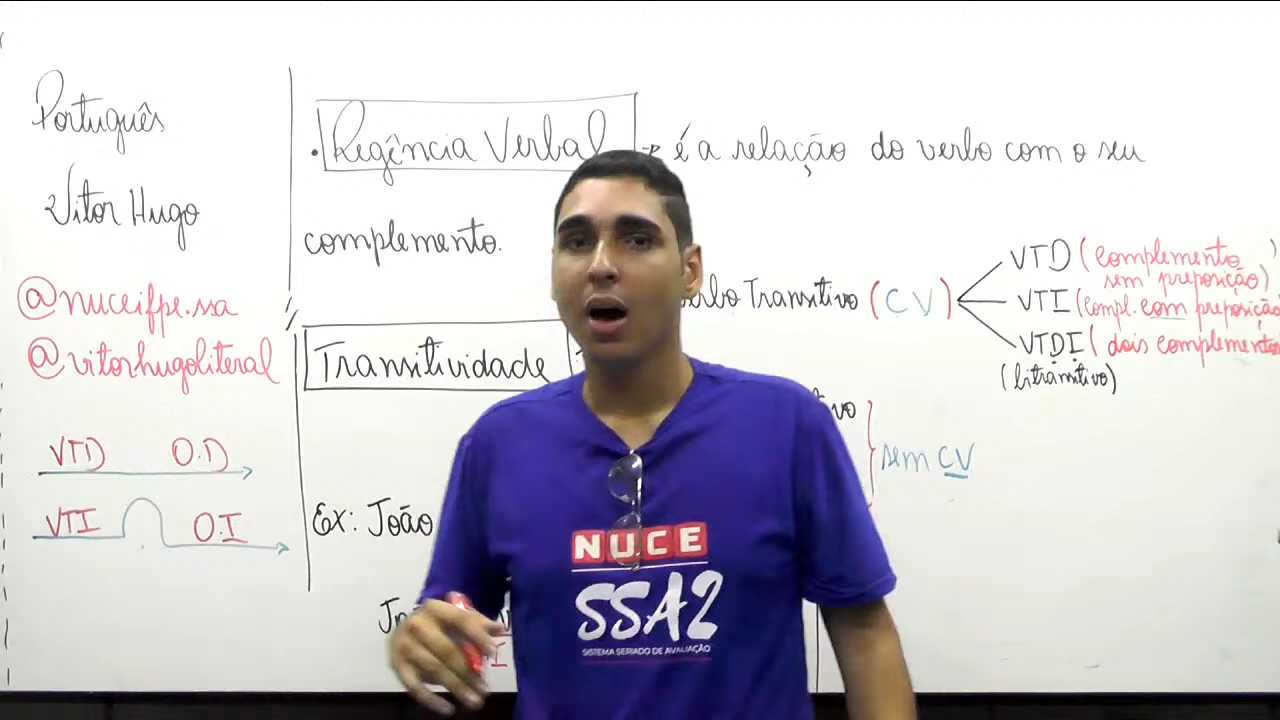 Português
Vitor Hugo
@nuceifpe.ssa
@vitorhugoliteral
VTD O.D
VTI O.I
• Regência Verbal → é a relação do verbo com o seu
complemento.
Transitividade
Transitivo (CV)
VTD (complemento
sem preposição)
VTI (compl. com preposição
VTDI (dois complementos
(bitransitivo)
sem CV
Ex: João
NUCE
SSA2
SISTEMA SERIADO DE AVALIAÇÃO